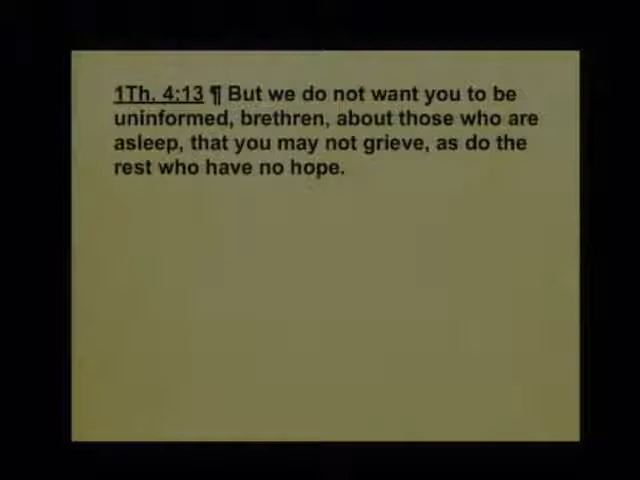 1Th. 4:13 ¶ But we do not want you to be
uninformed, brethren, about those who are
asleep, that you may not grieve, as do the
rest who have no hope.